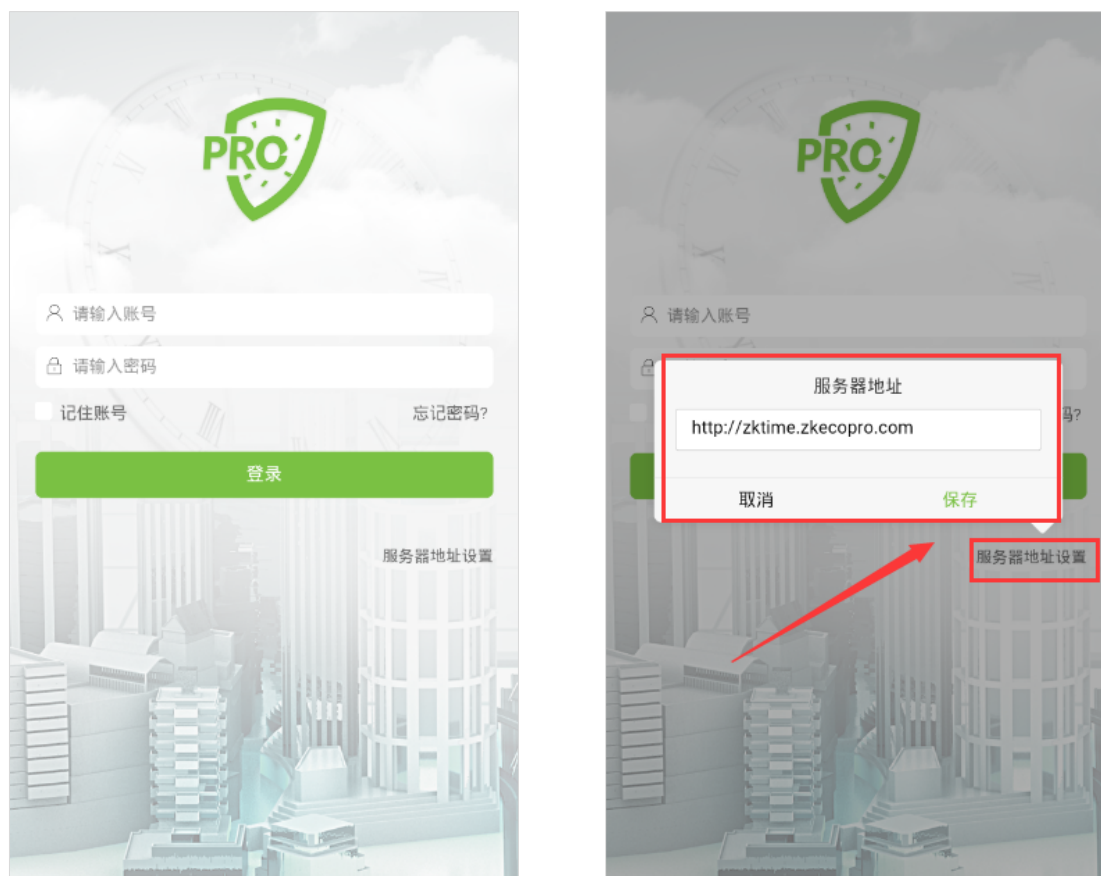 PRO
请输入账号
请输入密码
记住账号
忘记密码?
登录
服务器地址设置
PRO
请输入账号
服务器地址
http://zktime.zkecopro.com
码?
取消
保存
服务器地址设置